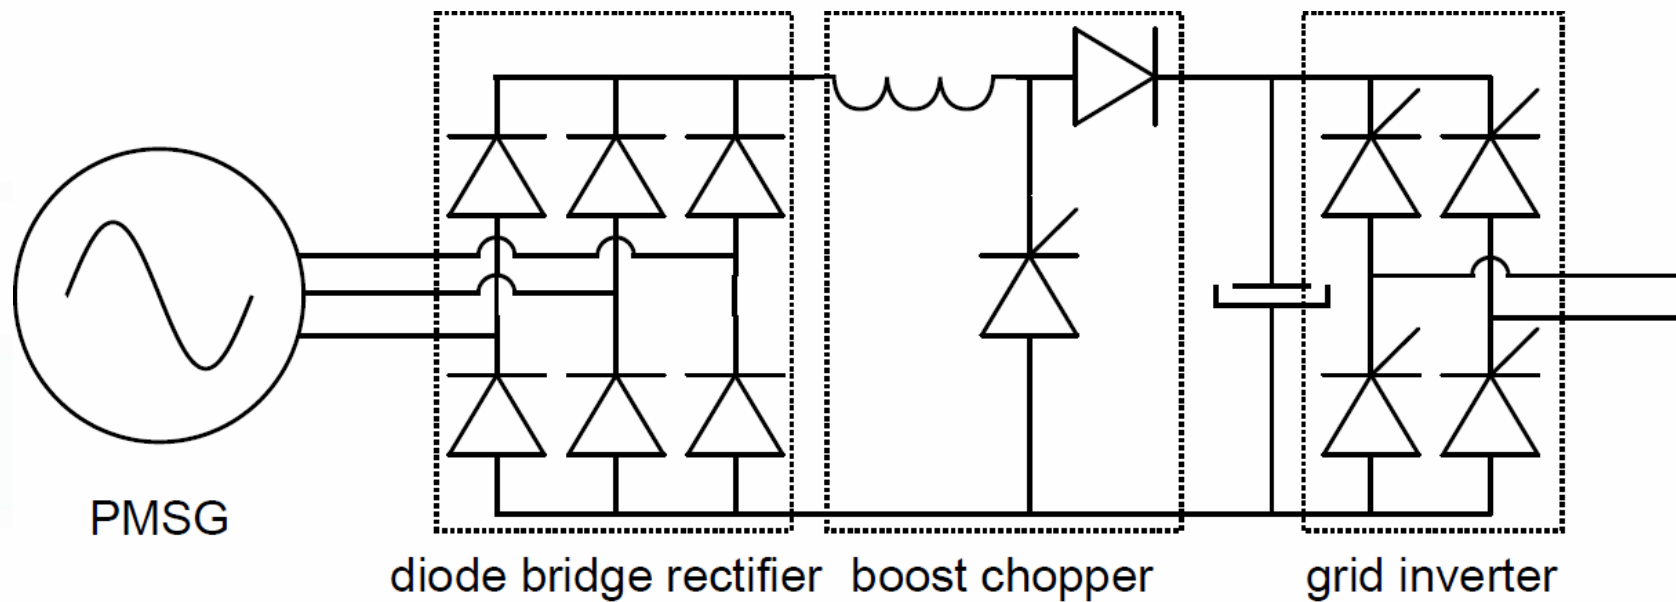 PMSG
diode bridge rectifier
boost chopper
grid inverter